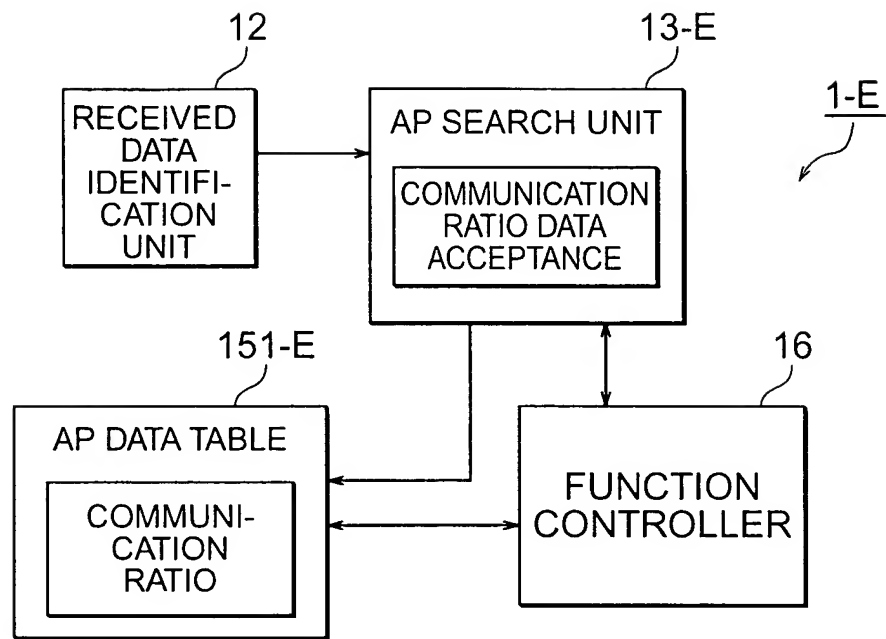 12
13-E
1-E
RECEIVED
DATA
IDENTIFI-
CATION
UNIT
AP SEARCH UNIT
COMMUNICATION
RATIO DATA
ACCEPTANCE
151-E
16
AP DATA TABLE
COMMUNI-
CATION
RATIO
FUNCTION
CONTROLLER